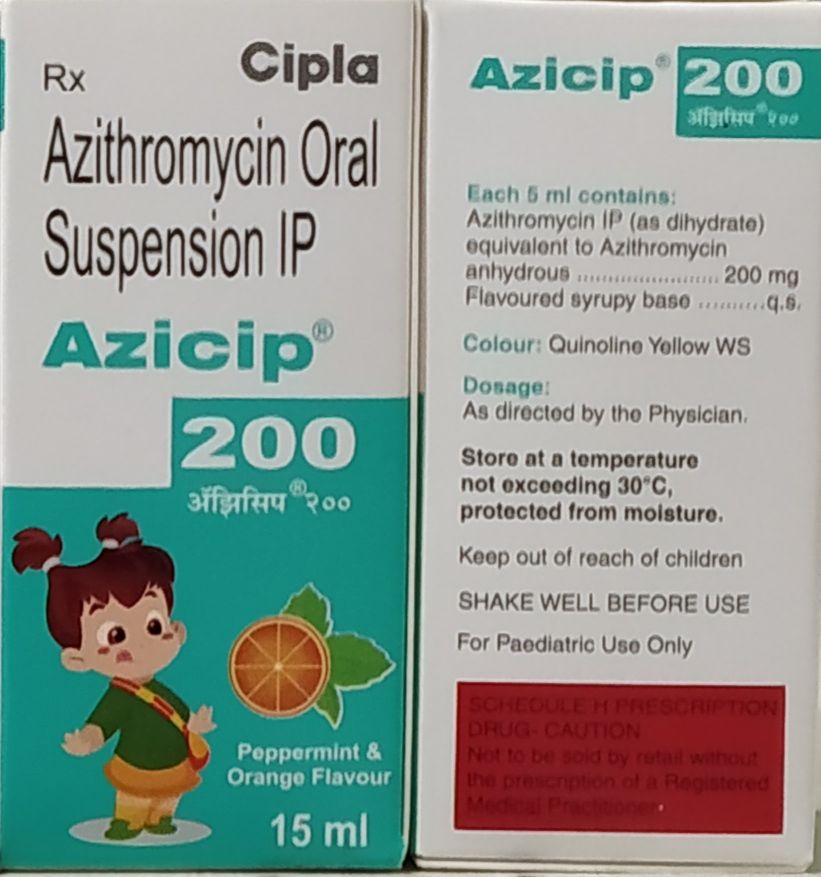 Rx
Cipla
Azithromycin Oral
Suspension IP
Azicip®
200
ॲझिसिप®२००
Peppermint &
Orange Flavour
15 ml
Azicip® 200
ॲझिसिप®२००
Each 5 ml contains:
Azithromycin IP (as dihydrate)
equivalent to Azithromycin
anhydrous ........................ 200 mg
Flavoured syrupy base ..........q.s.
Colour: Quinoline Yellow WS
Dosage:
As directed by the Physician.
Store at a temperature
not exceeding 30°C,
protected from moisture.
Keep out of reach of children
SHAKE WELL BEFORE USE
For Paediatric Use Only
SCHEDULE H PRESCRIPTION
DRUG- CAUTION
Not to be sold by retail without
the prescription of a Registered
Medical Practitioner.